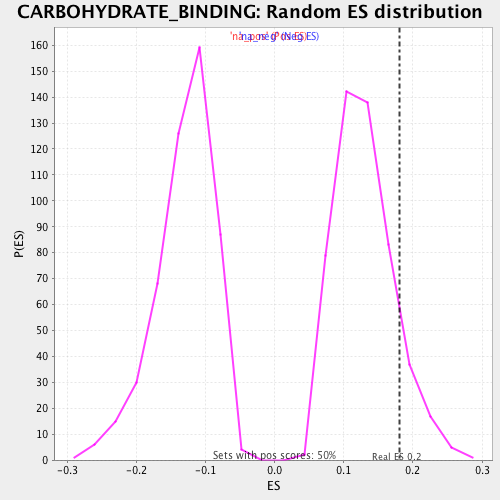 CARBOHYDRATE_BINDING: Random ES distribution
160
150
140
130
120
110
100
90
80
70
60
50
40
30
20
10
0
P(ES)
Sets with pos scores: 50%
Real ES 0.2
-0.3 -0.2 -0.1 0.0 0.1 0.2 0.3
ES